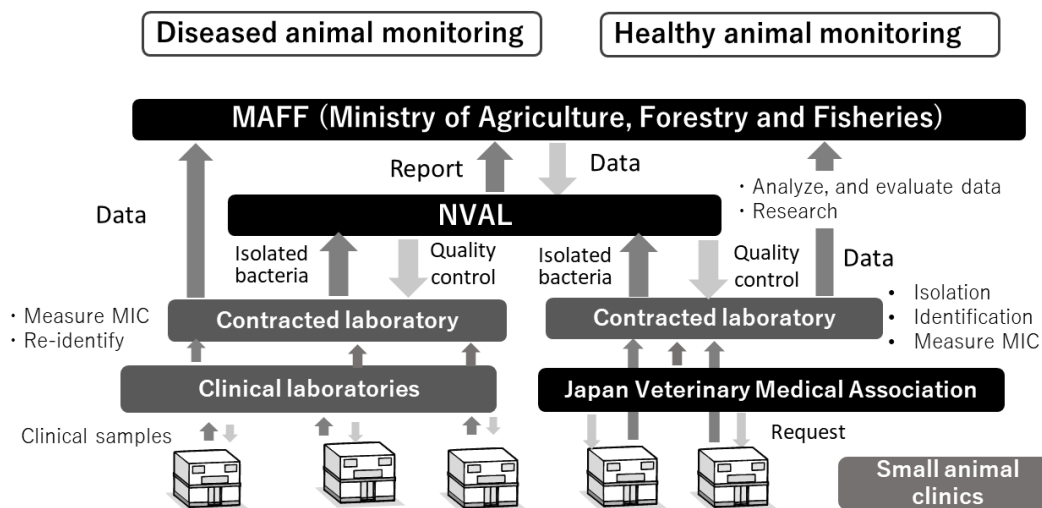 Diseased animal monitoring
Healthy animal monitoring
MAFF (Ministry of Agriculture, Forestry and Fisheries)
Report
Data
Data
・Analyze, and evaluate data
・Research
NVAL
Isolated
bacteria
Quality
control
Isolated
bacteria
Quality
control
Data
・Measure MIC
・Re-identify
Contracted laboratory
Contracted laboratory
• Isolation
• Identification
• Measure MIC
Clinical laboratories
Japan Veterinary Medical Association
Clinical samples
Request
Small animal
clinics